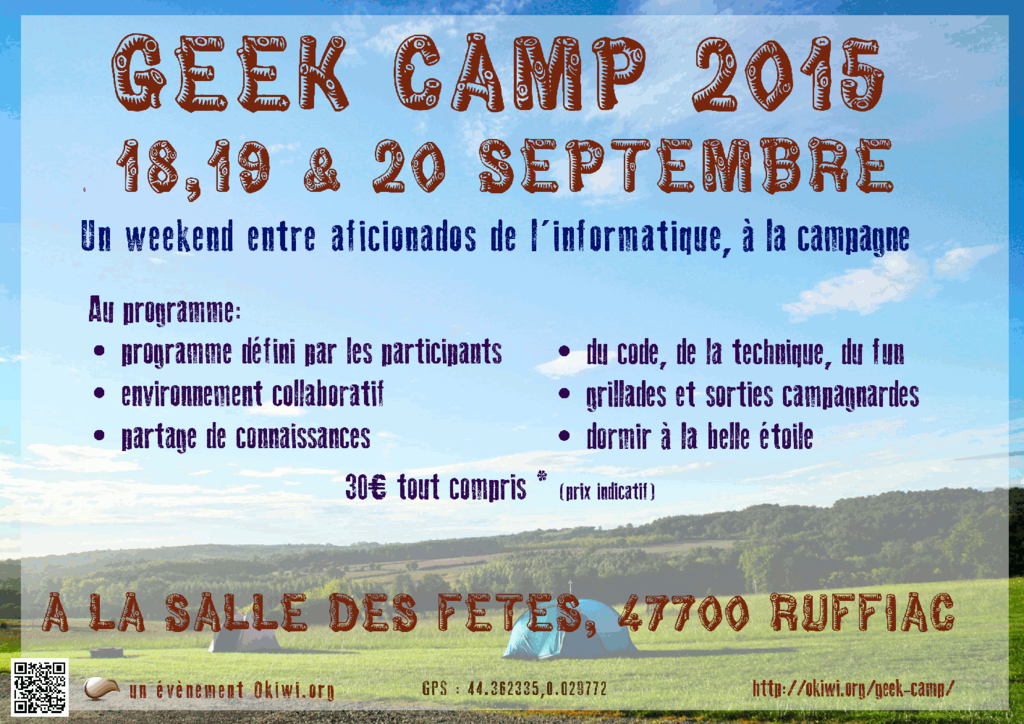 GEEK CAMP 2015
18,19 & 20 SEPTEMBRE
Un weekend entre aficionados de l'informatique, à la campagne
Au programme:
• programme défini par les participants
• environnement collaboratif
• partage de connaissances
• du code, de la technique, du fun
• grillades et sorties campagnardes
• dormir à la belle étoile
30€ tout compris * (prix indicatif)
A LA SALLE DES FETES, 47700 RUFFIAC
un évènement Okiwi.org
GPS : 44.362335,0.020772
http://okiwi.org/geek-camp/